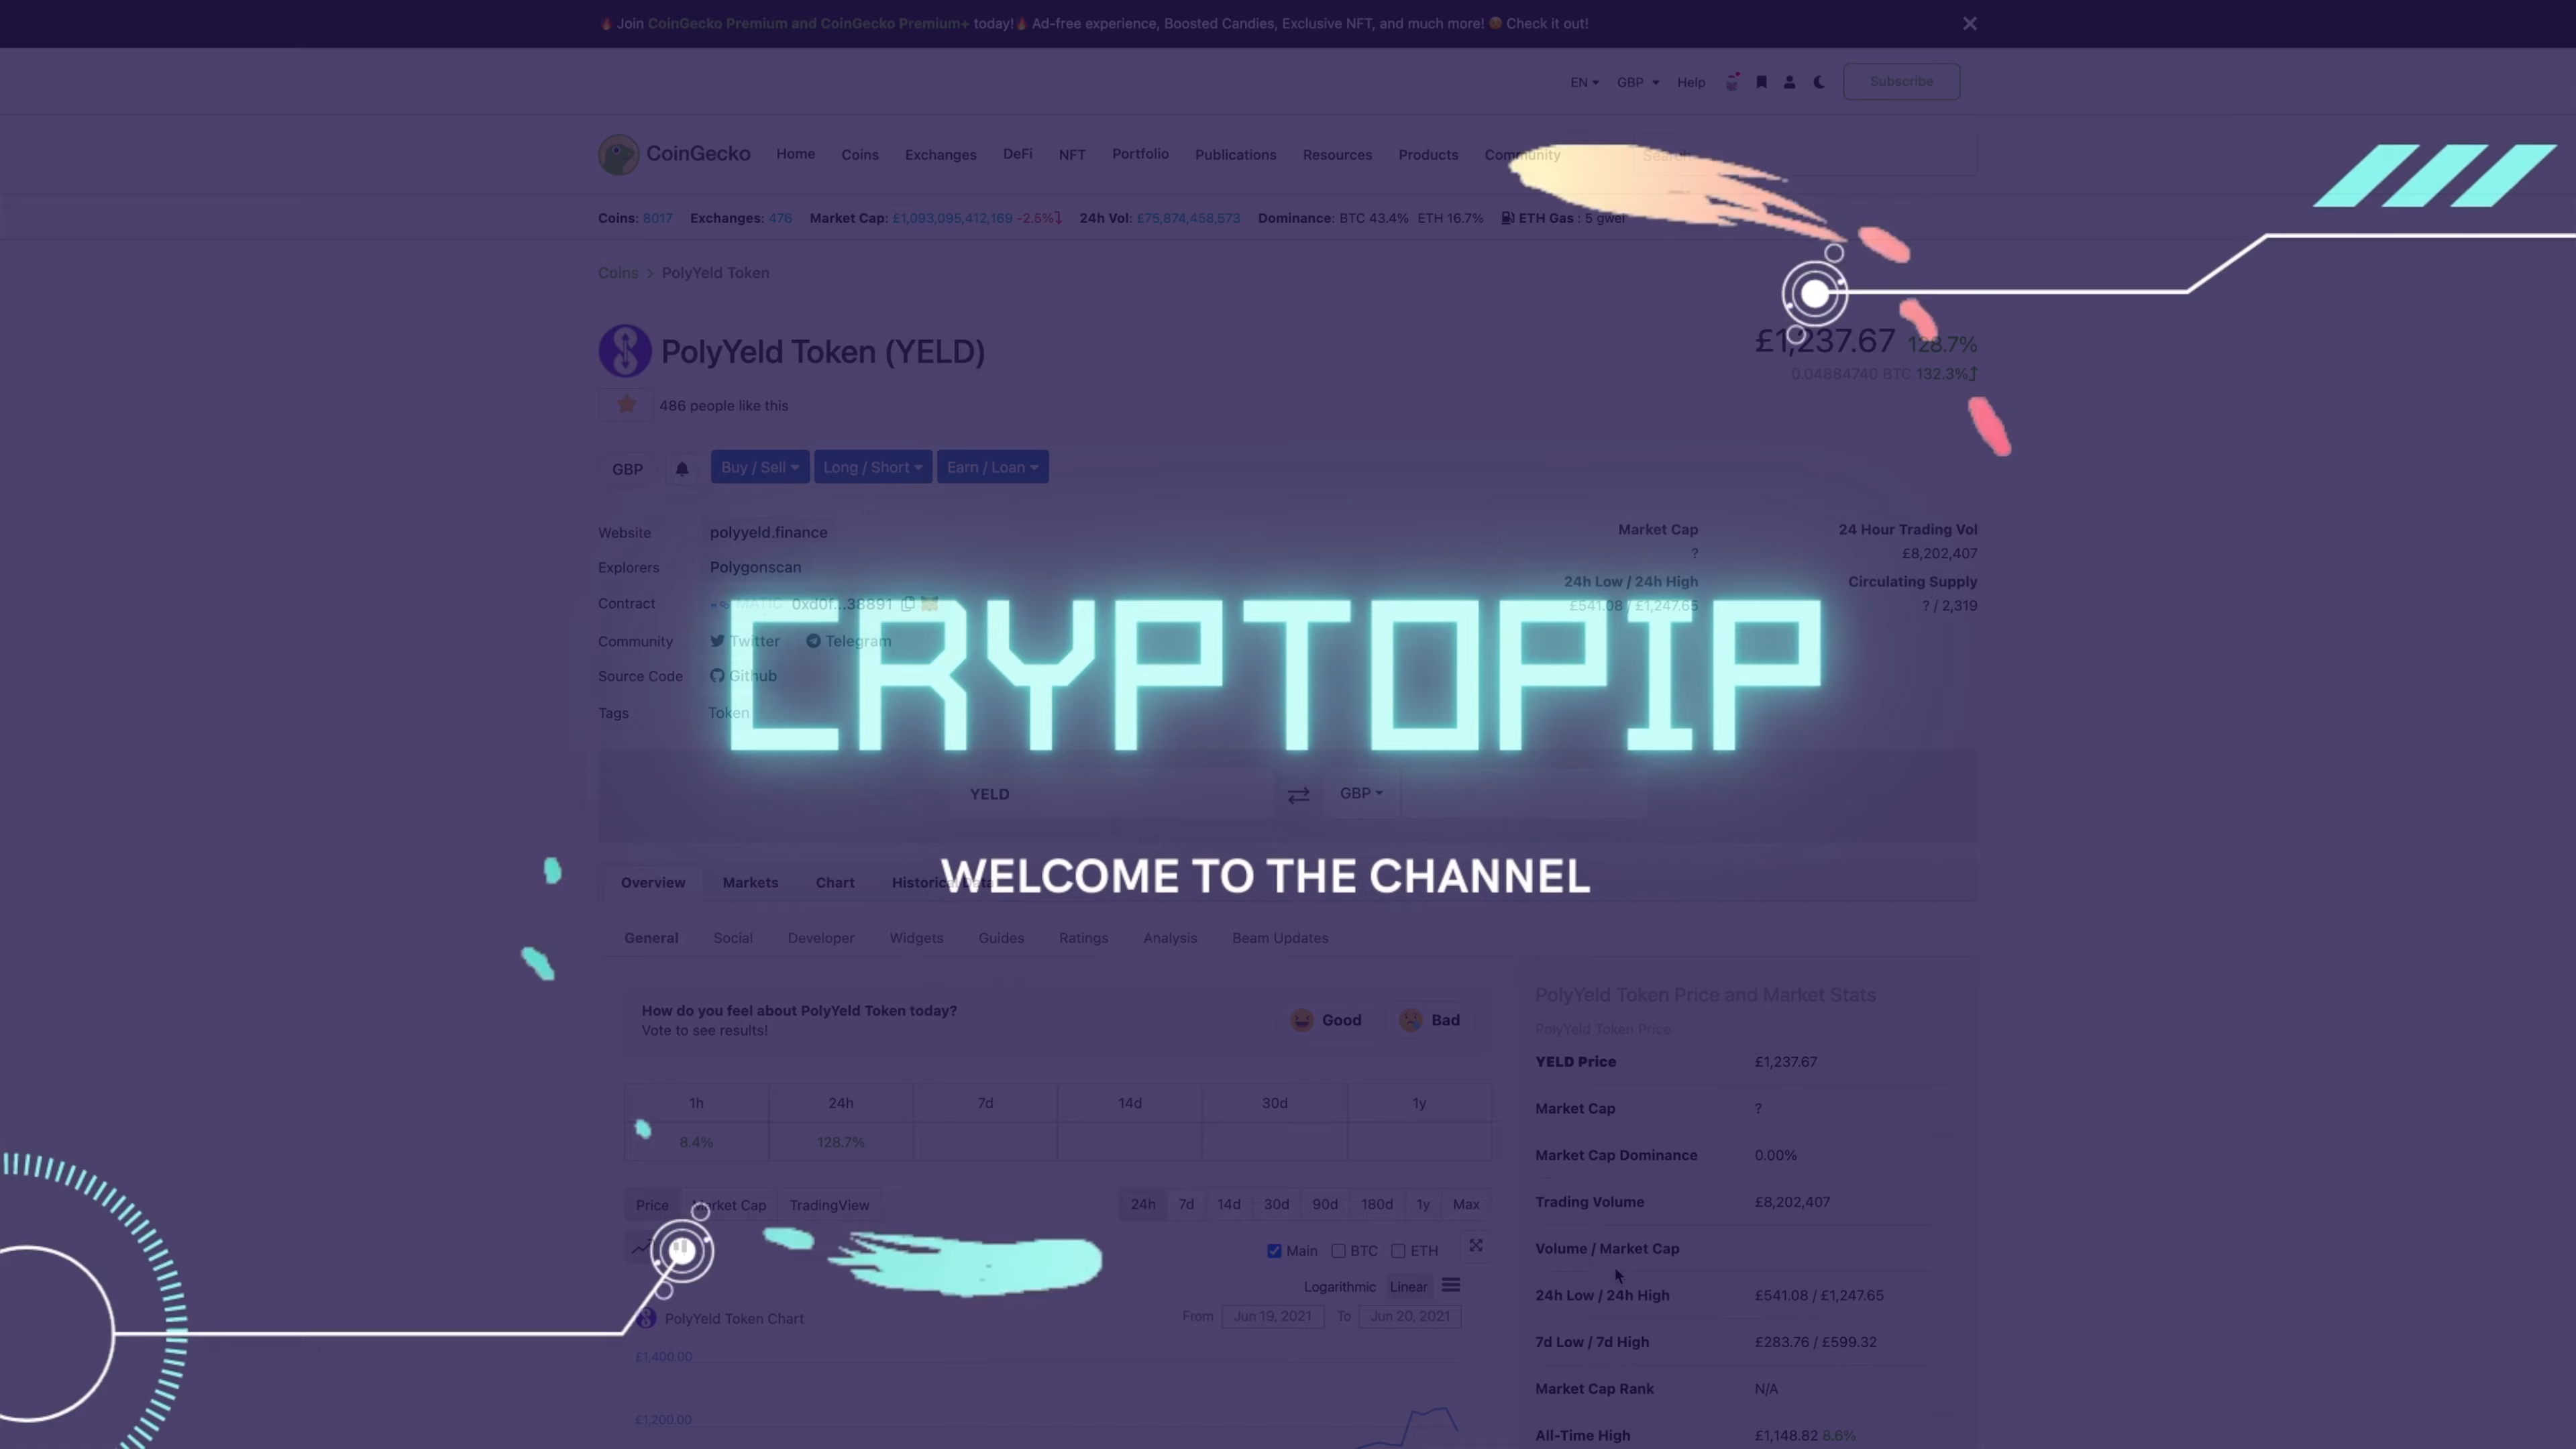 Join CoinGecko Premium and CoinGecko Premium+ today! Ad-free experience, Boosted Candies, Exclusive NFT, and much more! Check it out!
EN GBP Help Subscribe
CoinGecko Home Coins Exchanges DeFi NFT Portfolio Publications Resources Products Community Search
Coins: 8017 Exchanges: 476 Market Cap: £1,093,095,412,169 -2.5% 24h Vol: £75,874,458,573 Dominance: BTC 43.4% ETH 16.7% ETH Gas : 5 gwei
Coins > PolyYeld Token
PolyYeld Token (YELD)
£1,237.67 128.7%
0.04884740 BTC 132.3%
486 people like this
GBP Buy / Sell Long / Short Earn / Loan
Website polyyeld.finance
Explorers Polygonscan
Contract MATIC 0xd0f...38891
Community Twitter Telegram
Source Code Github
Tags Token
Market Cap
?
24 Hour Trading Vol
£8,202,407
24h Low / 24h High
£541.08 / £1,247.65
Circulating Supply
? / 2,319
CRYPTOPIP
YELD GBP
WELCOME TO THE CHANNEL
Overview Markets Chart Historical Data
General Social Developer Widgets Guides Ratings Analysis Beam Updates
How do you feel about PolyYeld Token today?
Vote to see results!
Good Bad
1h 24h 7d 14d 30d 1y
8.4% 128.7%
Price Market Cap TradingView 24h 7d 14d 30d 90d 180d 1y Max
Main BTC ETH
Logarithmic Linear
PolyYeld Token Chart From Jun 19, 2021 To Jun 20, 2021
£1,400.00
£1,200.00
PolyYeld Token Price and Market Stats
PolyYeld Token Price
YELD Price £1,237.67
Market Cap ?
Market Cap Dominance 0.00%
Trading Volume £8,202,407
Volume / Market Cap
24h Low / 24h High £541.08 / £1,247.65
7d Low / 7d High £283.76 / £599.32
Market Cap Rank N/A
All-Time High £1,148.82 8.6%